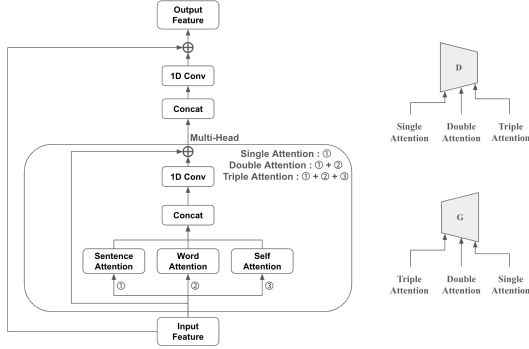 Output
Feature
1D Conv
Concat
Multi-Head
Single Attention : ①
Double Attention : ① + ②
Triple Attention : ① + ② + ③
1D Conv
Concat
Sentence
Attention
Word
Attention
Self
Attention
①
②
③
Input
Feature
D
Single
Attention
Double
Attention
Triple
Attention
G
Triple
Attention
Double
Attention
Single
Attention